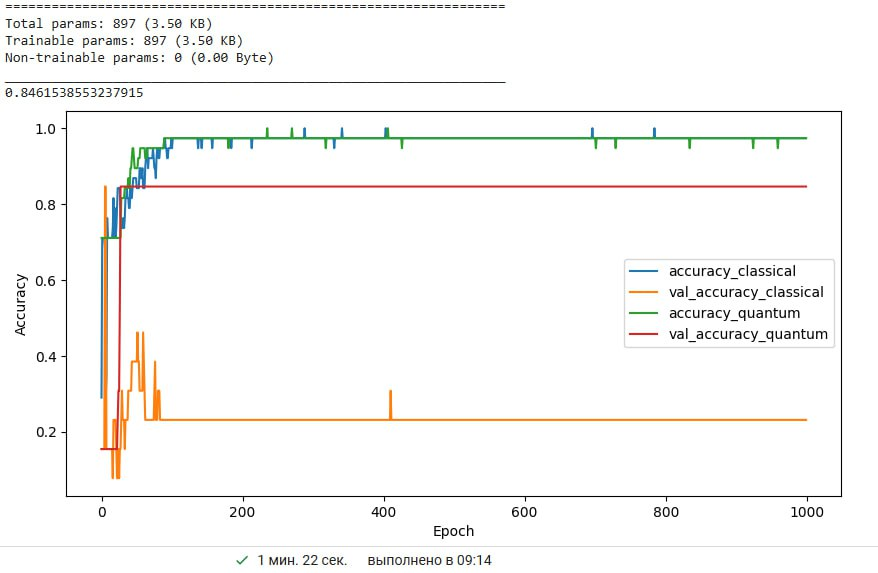 =================================================================
Total params: 897 (3.50 KB)
Trainable params: 897 (3.50 KB)
Non-trainable params: 0 (0.00 Byte)
_________________________________________________________________
0.8461538553237915
1.0
0.8
0.6
0.4
0.2
Accuracy
accuracy_classical
val_accuracy_classical
accuracy_quantum
val_accuracy_quantum
0 200 400 600 800 1000
Epoch
✓ 1 мин. 22 сек. выполнено в 09:14